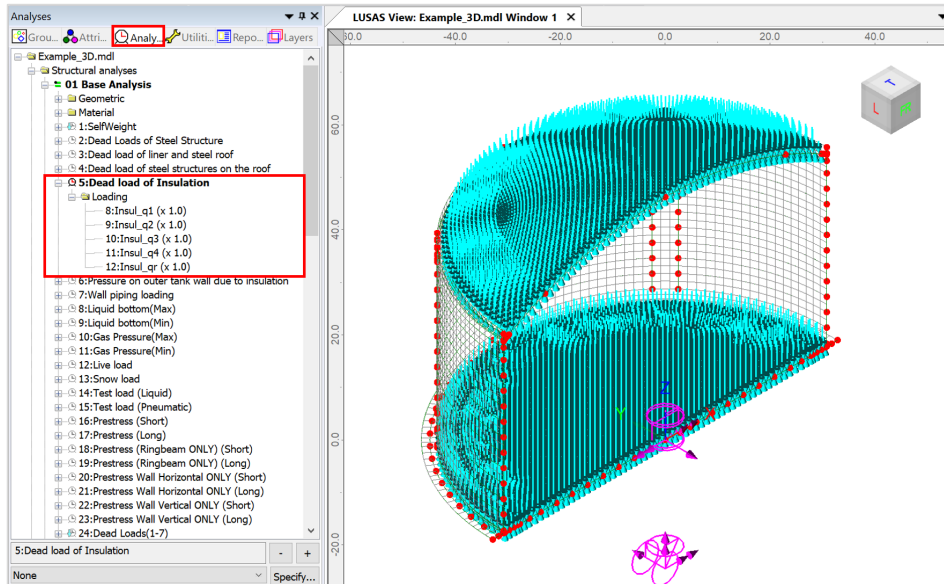 Analyses
Grou... Attri... Analy... Utiliti... Repo... Layers
Example_3D.mdl
Structural analyses
01 Base Analysis
Geometric
Material
1:SelfWeight
2:Dead Loads of Steel Structure
3:Dead load of liner and steel roof
4:Dead load of steel structures on the roof
5:Dead load of Insulation
Loading
8:Insul_q1 (x 1.0)
9:Insul_q2 (x 1.0)
10:Insul_q3 (x 1.0)
11:Insul_q4 (x 1.0)
12:Insul_qr (x 1.0)
6:Pressure on outer tank wall due to insulation
7:Wall piping loading
8:Liquid bottom(Max)
9:Liquid bottom(Min)
10:Gas Pressure(Max)
11:Gas Pressure(Min)
12:Live load
13:Snow load
14:Test load (Liquid)
15:Test load (Pneumatic)
16:Prestress (Short)
17:Prestress (Long)
18:Prestress (Ringbeam ONLY) (Short)
19:Prestress (Ringbeam ONLY) (Long)
20:Prestress Wall Horizontal ONLY (Short)
21:Prestress Wall Horizontal ONLY (Long)
22:Prestress Wall Vertical ONLY (Short)
23:Prestress Wall Vertical ONLY (Long)
24:Dead Loads(1-7)
5:Dead load of Insulation - +
None Specify...
LUSAS View: Example_3D.mdl Window 1 X
-40.0 -20.0 0.0 20.0 40.0
60.0
40.0
20.0
0.0
-20.0
T
L
Z
Y
X